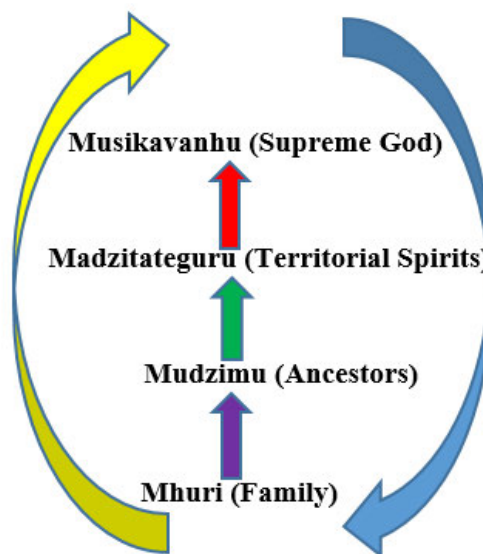 Musikavanhu (Supreme God)
Madzitateguru (Territorial Spirits)
Mudzimu (Ancestors)
Mhuri (Family)